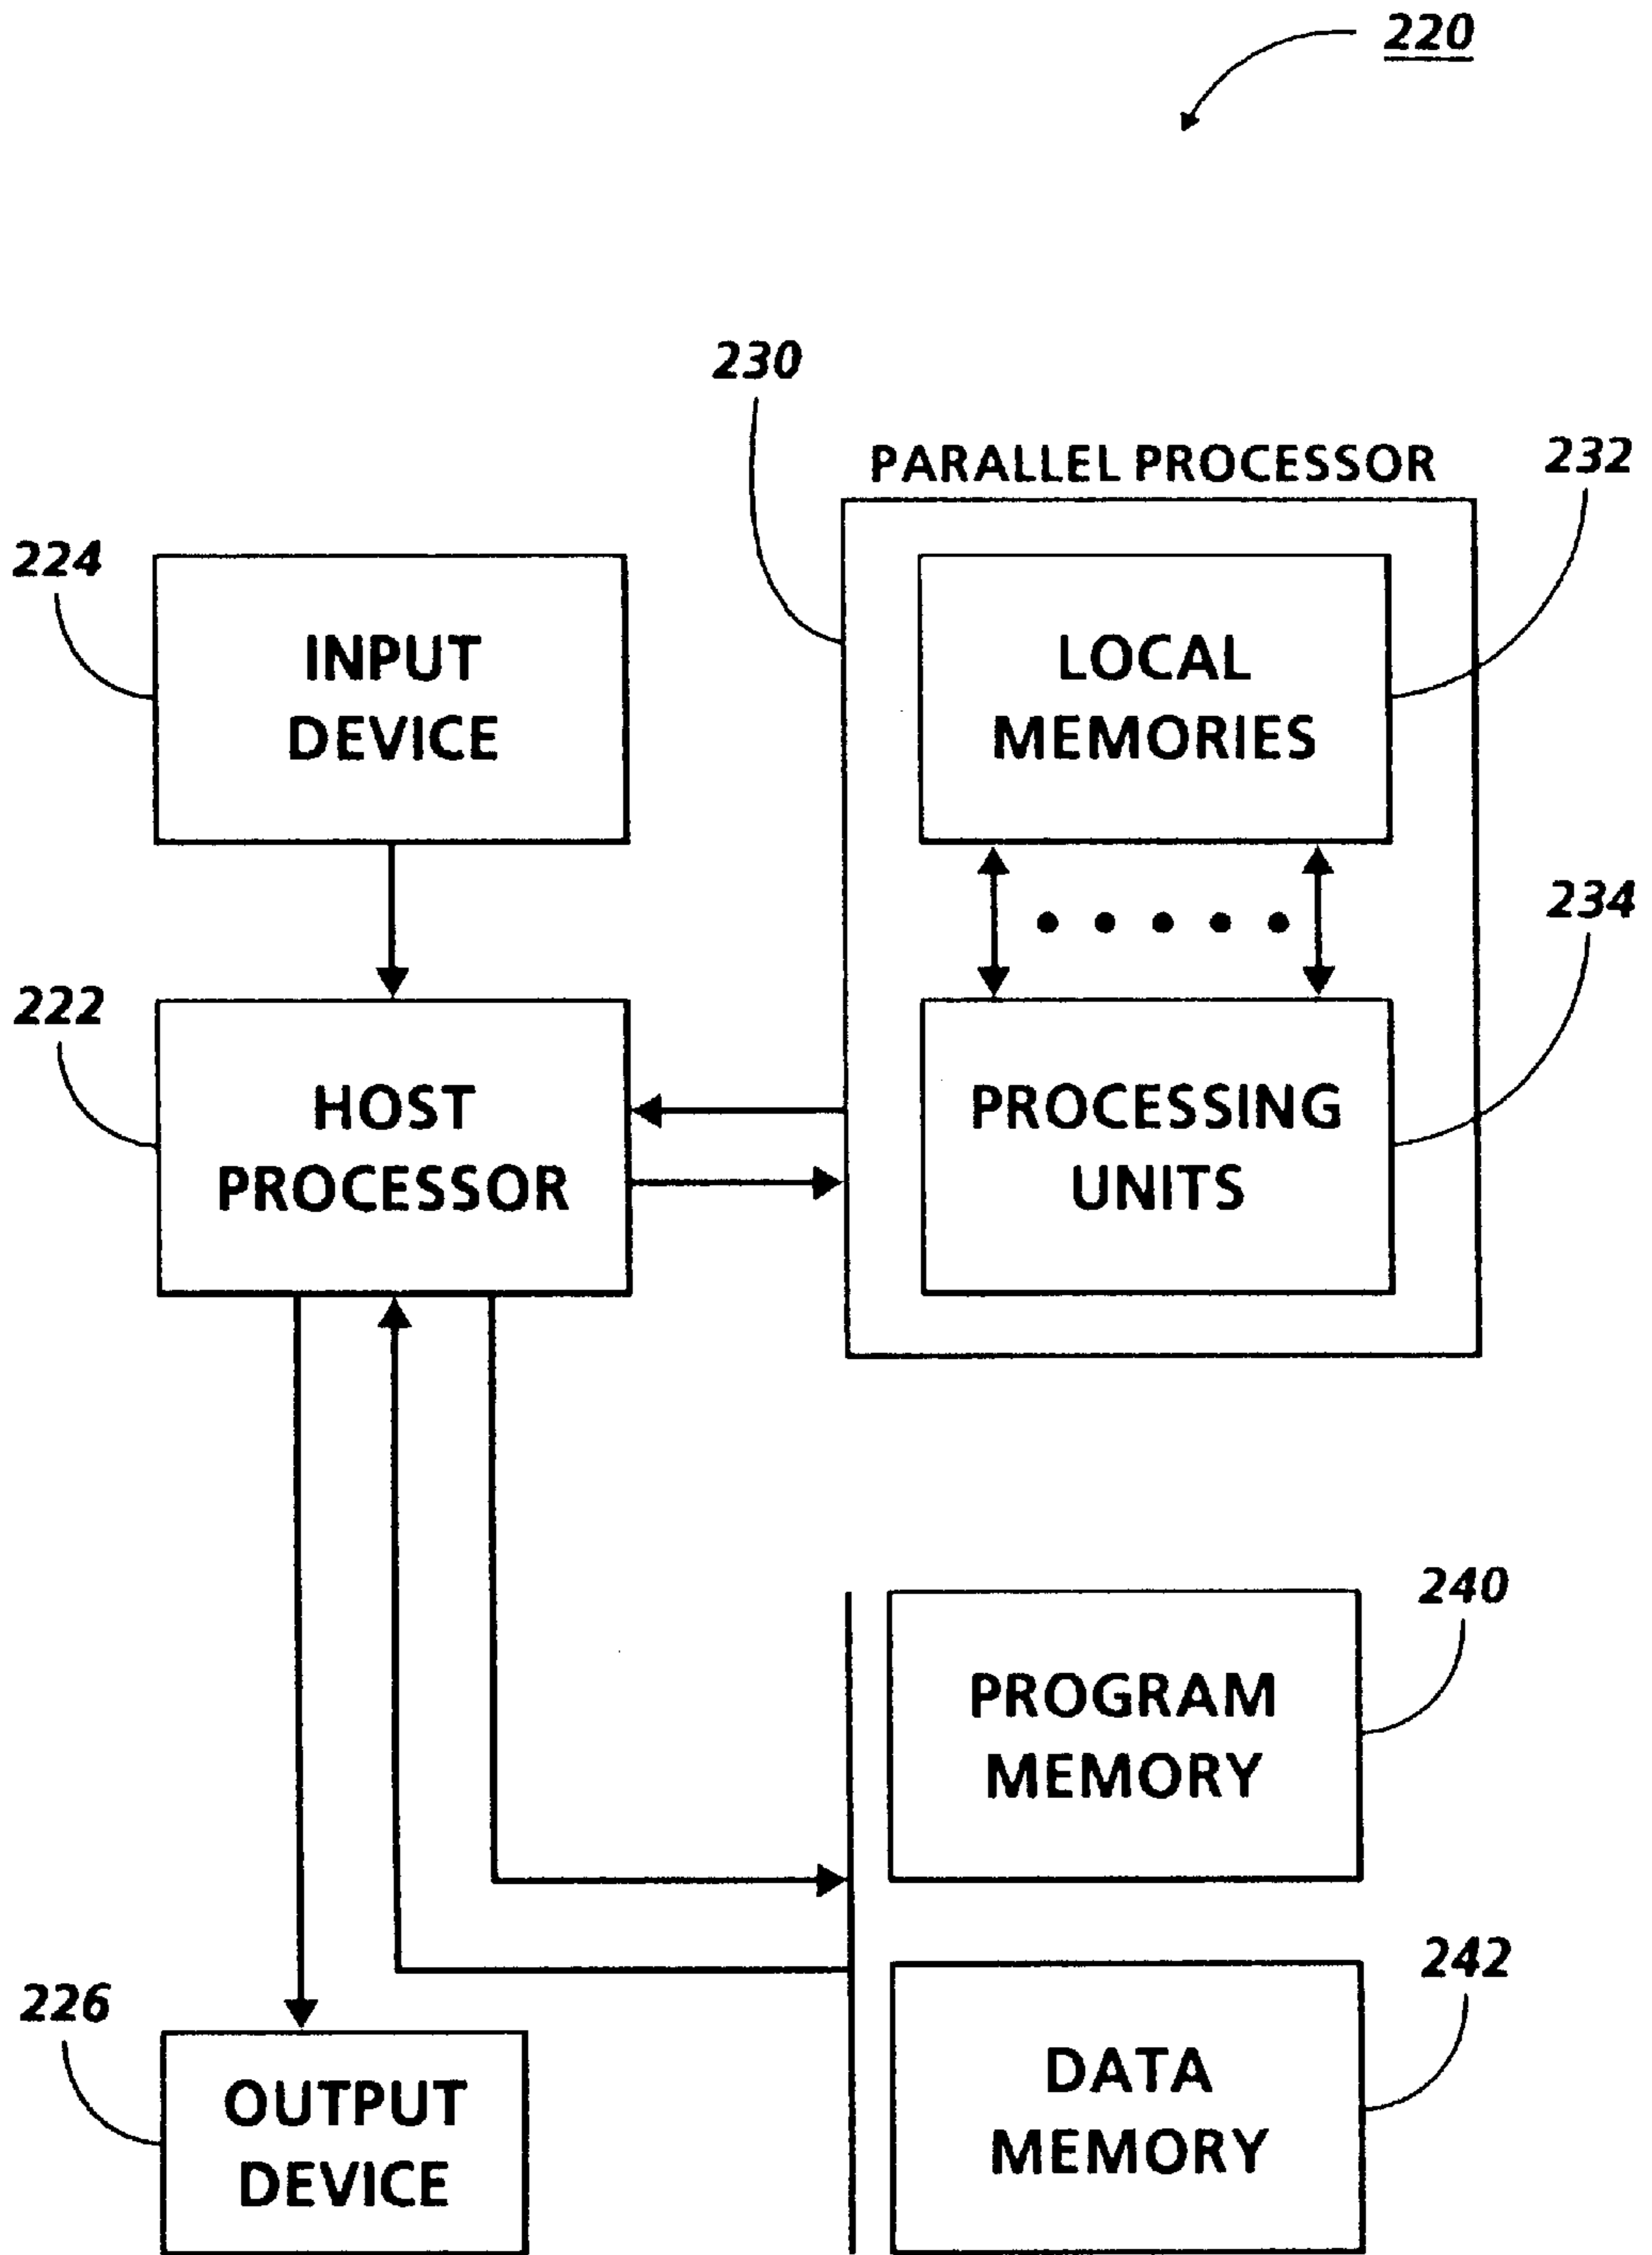 220
230
PARALLEL PROCESSOR
232
224
INPUT
DEVICE
LOCAL
MEMORIES
234
222
HOST
PROCESSOR
PROCESSING
UNITS
240
PROGRAM
MEMORY
242
226
OUTPUT
DEVICE
DATA
MEMORY